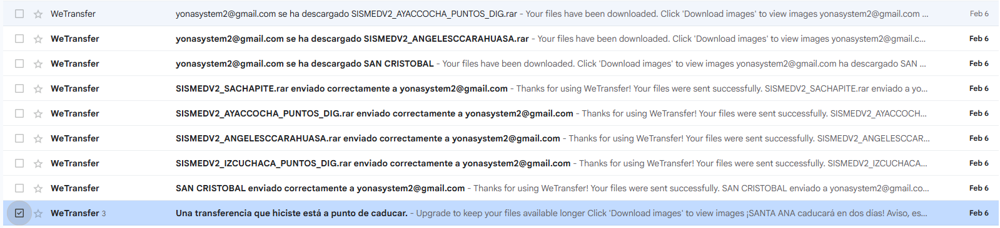 WeTransfer yonasystem2@gmail.com se ha descargado SISMEDV2_AYACCOCHA_PUNTOS_DIG.rar - Your files have been downloaded. Click 'Download images' to view images yonasystem2@gmail.com ... Feb 6
WeTransfer yonasystem2@gmail.com se ha descargado SISMEDV2_ANGELESCCARAHUASA.rar - Your files have been downloaded. Click 'Download images' to view images yonasystem2@gmail.c... Feb 6
WeTransfer yonasystem2@gmail.com se ha descargado SAN CRISTOBAL - Your files have been downloaded. Click 'Download images' to view images yonasystem2@gmail.com ha descargado SAN ... Feb 6
WeTransfer SISMEDV2_SACHAPITE.rar enviado correctamente a yonasystem2@gmail.com - Thanks for using WeTransfer! Your files were sent successfully. SISMEDV2_SACHAPITE.rar enviado a yo... Feb 6
WeTransfer SISMEDV2_AYACCOCHA_PUNTOS_DIG.rar enviado correctamente a yonasystem2@gmail.com - Thanks for using WeTransfer! Your files were sent successfully. SISMEDV2_AYACCOCH... Feb 6
WeTransfer SISMEDV2_ANGELESCCARAHUASA.rar enviado correctamente a yonasystem2@gmail.com - Thanks for using WeTransfer! Your files were sent successfully. SISMEDV2_ANGELESCCAR... Feb 6
WeTransfer SISMEDV2_IZCUCHACA_PUNTOS_DIG.rar enviado correctamente a yonasystem2@gmail.com - Thanks for using WeTransfer! Your files were sent successfully. SISMEDV2_IZCUCHACA... Feb 6
WeTransfer SAN CRISTOBAL enviado correctamente a yonasystem2@gmail.com - Thanks for using WeTransfer! Your files were sent successfully. SAN CRISTOBAL enviado a yonasystem2@gmail.co... Feb 6
WeTransfer 3 Una transferencia que hiciste está a punto de caducar. - Upgrade to keep your files available longer Click 'Download images' to view images ¡SANTA ANA caducará en dos días! Aviso, es... Feb 6